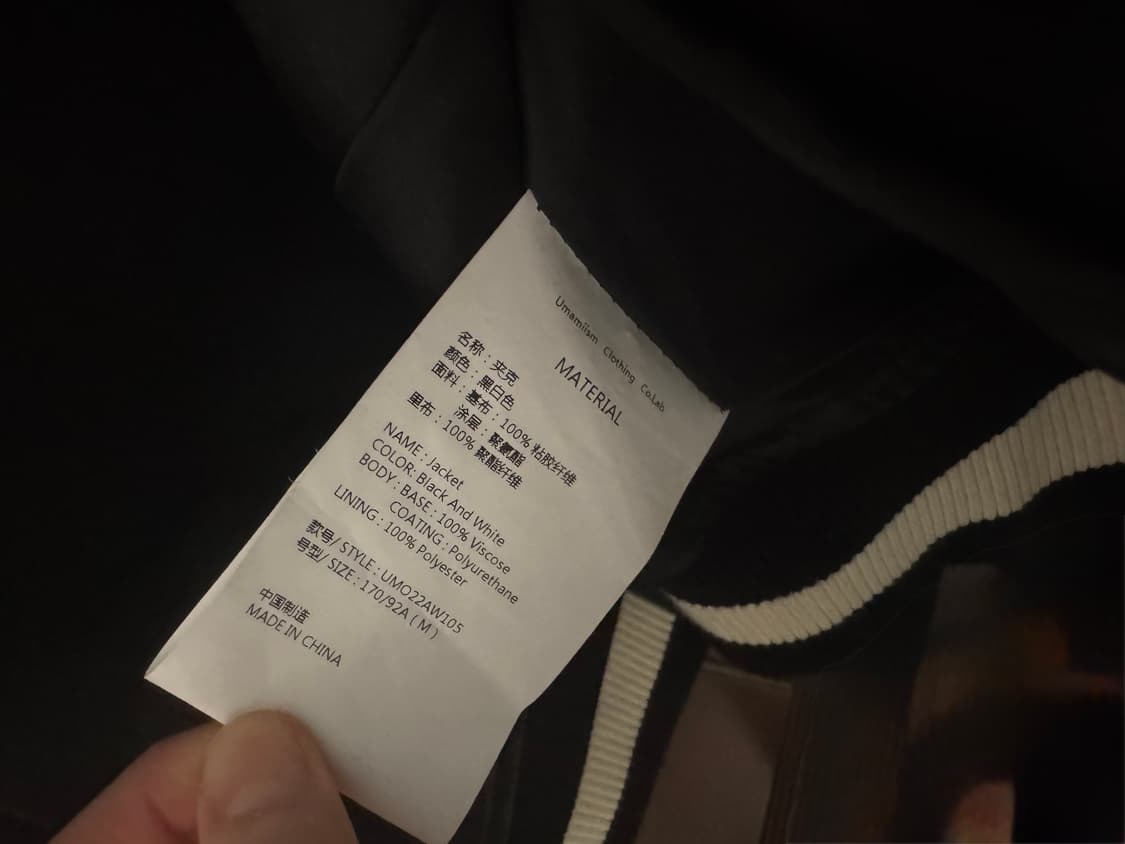 Umamiism Clothing Co.Lab
MATERIAL
名称：夹克
颜色：黑白色
面料：基布：100% 粘胶纤维
涂层：聚氨酯
里布：100% 聚酯纤维
NAME : Jacket
COLOR: Black And White
BODY : BASE : 100% Viscose
COATING : Polyurethane
LINING : 100% Polyester
款号/ STYLE : UMO22AW105
号型/ SIZE : 170/92A ( M )
中国制造
MADE IN CHINA